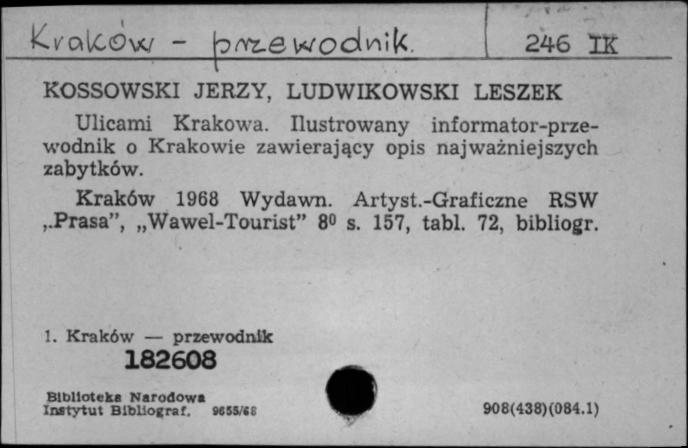 Kraków - przewodnik. 246 IK
KOSSOWSKI JERZY, LUDWIKOWSKI LESZEK
Ulicami Krakowa. Ilustrowany informator-prze-
wodnik o Krakowie zawierający opis najważniejszych
zabytków.
Kraków 1968 Wydawn. Artyst.-Graficzne RSW
„Prasa”, „Wawel-Tourist” 8⁰ s. 157, tabl. 72, bibliogr.
1. Kraków — przewodnik
182608
Biblioteka Narodowa
Instytut Bibliograf. 9655/68 908(438)(084.1)